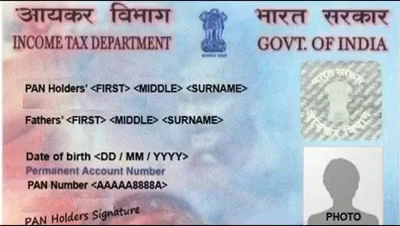 आयकर विभाग
भारत सरकार
INCOME TAX DEPARTMENT
GOVT. OF INDIA
PAN Holders' <FIRST> <MIDDLE> <SURNAME>
Fathers' <FIRST> <MIDDLE> <SURNAME>
Date of birth <DD / MM / YYYY>
Permanent Account Number
PAN Number <AAAAA8888A>
PAN Holders Signature
PHOTO